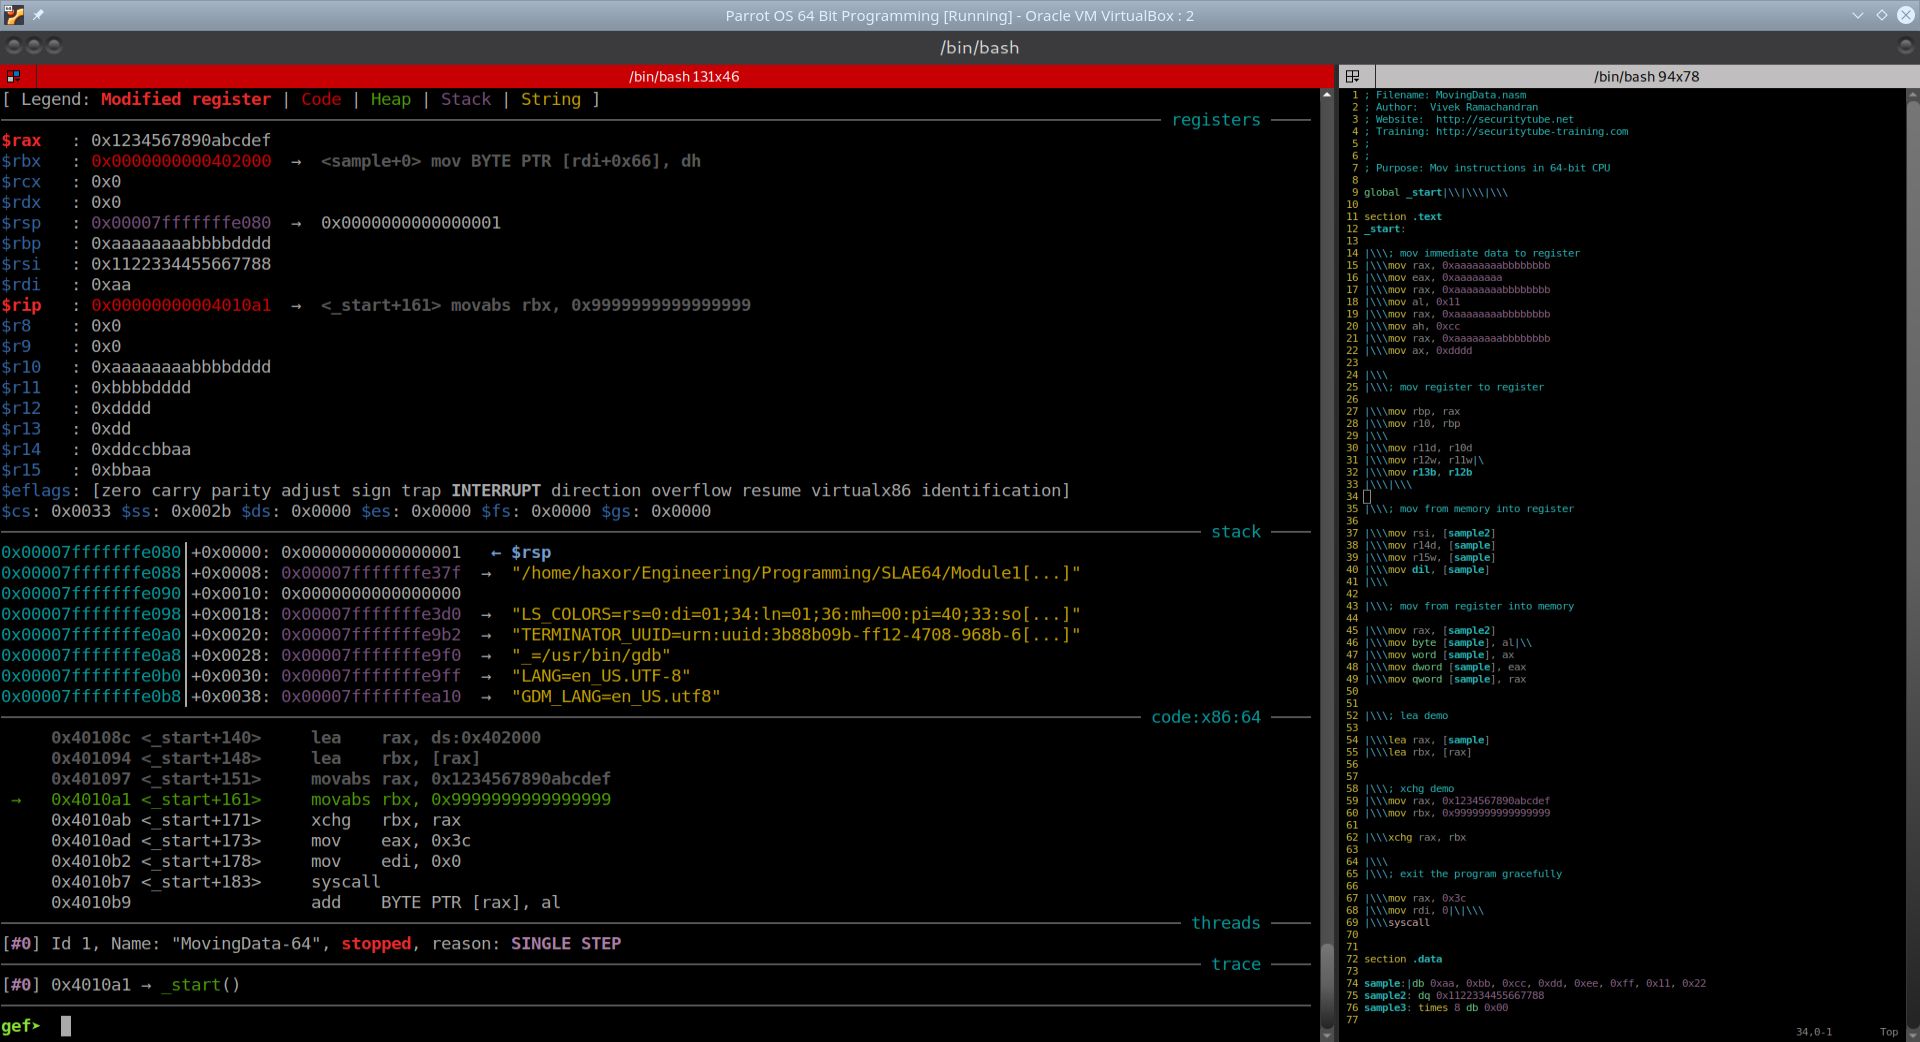 Parrot OS 64 Bit Programming [Running] - Oracle VM VirtualBox : 2
/bin/bash
/bin/bash 131x46
[ Legend: Modified register | Code | Heap | Stack | String ]
registers
$rax   : 0x1234567890abcdef
$rbx   : 0x0000000000402000  →  <sample+0> mov BYTE PTR [rdi+0x66], dh
$rcx   : 0x0
$rdx   : 0x0
$rsp   : 0x00007fffffffe080  →  0x0000000000000001
$rbp   : 0xaaaaaaaabbbbdddd
$rsi   : 0x1122334455667788
$rdi   : 0xaa
$rip   : 0x00000000004010a1  →  <_start+161> movabs rbx, 0x9999999999999999
$r8    : 0x0
$r9    : 0x0
$r10   : 0xaaaaaaaabbbbdddd
$r11   : 0xbbbbdddd
$r12   : 0xdddd
$r13   : 0xdd
$r14   : 0xddccbbaa
$r15   : 0xbbaa
$eflags: [zero carry parity adjust sign trap INTERRUPT direction overflow resume virtualx86 identification]
$cs: 0x0033 $ss: 0x002b $ds: 0x0000 $es: 0x0000 $fs: 0x0000 $gs: 0x0000
stack
0x00007fffffffe080│+0x0000: 0x0000000000000001   ← $rsp
0x00007fffffffe088│+0x0008: 0x00007fffffffe37f  →  "/home/haxor/Engineering/Programming/SLAE64/Module1[...]"
0x00007fffffffe090│+0x0010: 0x0000000000000000
0x00007fffffffe098│+0x0018: 0x00007fffffffe3d0  →  "LS_COLORS=rs=0:di=01;34:ln=01;36:mh=00:pi=40;33:so[...]"
0x00007fffffffe0a0│+0x0020: 0x00007fffffffe9b2  →  "TERMINATOR_UUID=urn:uuid:3b88b09b-ff12-4708-968b-6[...]"
0x00007fffffffe0a8│+0x0028: 0x00007fffffffe9f0  →  "_=/usr/bin/gdb"
0x00007fffffffe0b0│+0x0030: 0x00007fffffffe9ff  →  "LANG=en_US.UTF-8"
0x00007fffffffe0b8│+0x0038: 0x00007fffffffea10  →  "GDM_LANG=en_US.utf8"
code:x86:64
0x40108c <_start+140>     lea    rax, ds:0x402000
0x401094 <_start+148>     lea    rbx, [rax]
0x401097 <_start+151>     movabs rax, 0x1234567890abcdef
→   0x4010a1 <_start+161>     movabs rbx, 0x9999999999999999
0x4010ab <_start+171>     xchg   rbx, rax
0x4010ad <_start+173>     mov    eax, 0x3c
0x4010b2 <_start+178>     mov    edi, 0x0
0x4010b7 <_start+183>     syscall
0x4010b9                  add    BYTE PTR [rax], al
threads
[#0] Id 1, Name: "MovingData-64", stopped, reason: SINGLE STEP
trace
[#0] 0x4010a1 → _start()
gef➤
/bin/bash 94x78
1 ; Filename: MovingData.nasm
2 ; Author:  Vivek Ramachandran
3 ; Website:  http://securitytube.net
4 ; Training: http://securitytube-training.com
5 ;
6 ;
7 ; Purpose: Mov instructions in 64-bit CPU
8
9 global _start|\\|\\\|\\\
10
11 section .text
12 _start:
13
14 |\\\; mov immediate data to register
15 |\\\mov rax, 0xaaaaaaaabbbbbbbb
16 |\\\mov eax, 0xaaaaaaaa
17 |\\\mov rax, 0xaaaaaaaabbbbbbbb
18 |\\\mov al, 0x11
19 |\\\mov rax, 0xaaaaaaaabbbbbbbb
20 |\\\mov ah, 0xcc
21 |\\\mov rax, 0xaaaaaaaabbbbbbbb
22 |\\\mov ax, 0xdddd
23
24 |\\\
25 |\\\; mov register to register
26
27 |\\\mov rbp, rax
28 |\\\mov r10, rbp
29 |\\\
30 |\\\mov r11d, r10d
31 |\\\mov r12w, r11w|\
32 |\\\mov r13b, r12b
33 |\\\|\\\
34
35 |\\\; mov from memory into register
36
37 |\\\mov rsi, [sample2]
38 |\\\mov r14d, [sample]
39 |\\\mov r15w, [sample]
40 |\\\mov dil, [sample]
41 |\\\
42
43 |\\\; mov from register into memory
44
45 |\\\mov rax, [sample2]
46 |\\\mov byte [sample], al|\\
47 |\\\mov word [sample], ax
48 |\\\mov dword [sample], eax
49 |\\\mov qword [sample], rax
50
51
52 |\\\; lea demo
53
54 |\\\lea rax, [sample]
55 |\\\lea rbx, [rax]
56
57
58 |\\\; xchg demo
59 |\\\mov rax, 0x1234567890abcdef
60 |\\\mov rbx, 0x9999999999999999
61
62 |\\\xchg rax, rbx
63
64 |\\\
65 |\\\; exit the program gracefully
66
67 |\\\mov rax, 0x3c
68 |\\\mov rdi, 0|\|\\\
69 |\\\syscall
70
71
72 section .data
73
74 sample:|db 0xaa, 0xbb, 0xcc, 0xdd, 0xee, 0xff, 0x11, 0x22
75 sample2: dq 0x1122334455667788
76 sample3: times 8 db 0x00
77
34,0-1        Top